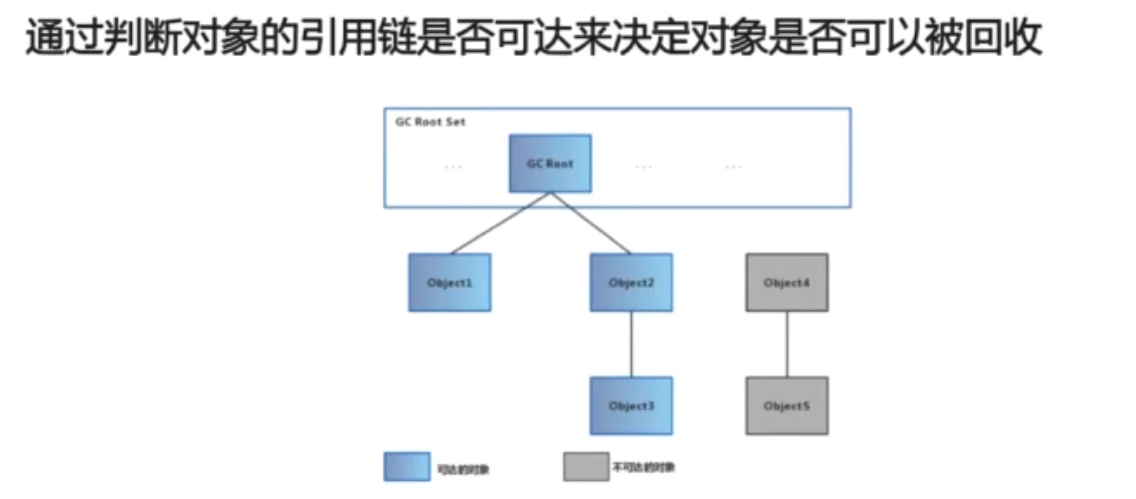 通过判断对象的引用链是否可达来决定对象是否可以被回收
GC Root Set
... GC Root ... ...
Object1 Object2 Object4
Object3 Object5
可达的对象 不可达的对象